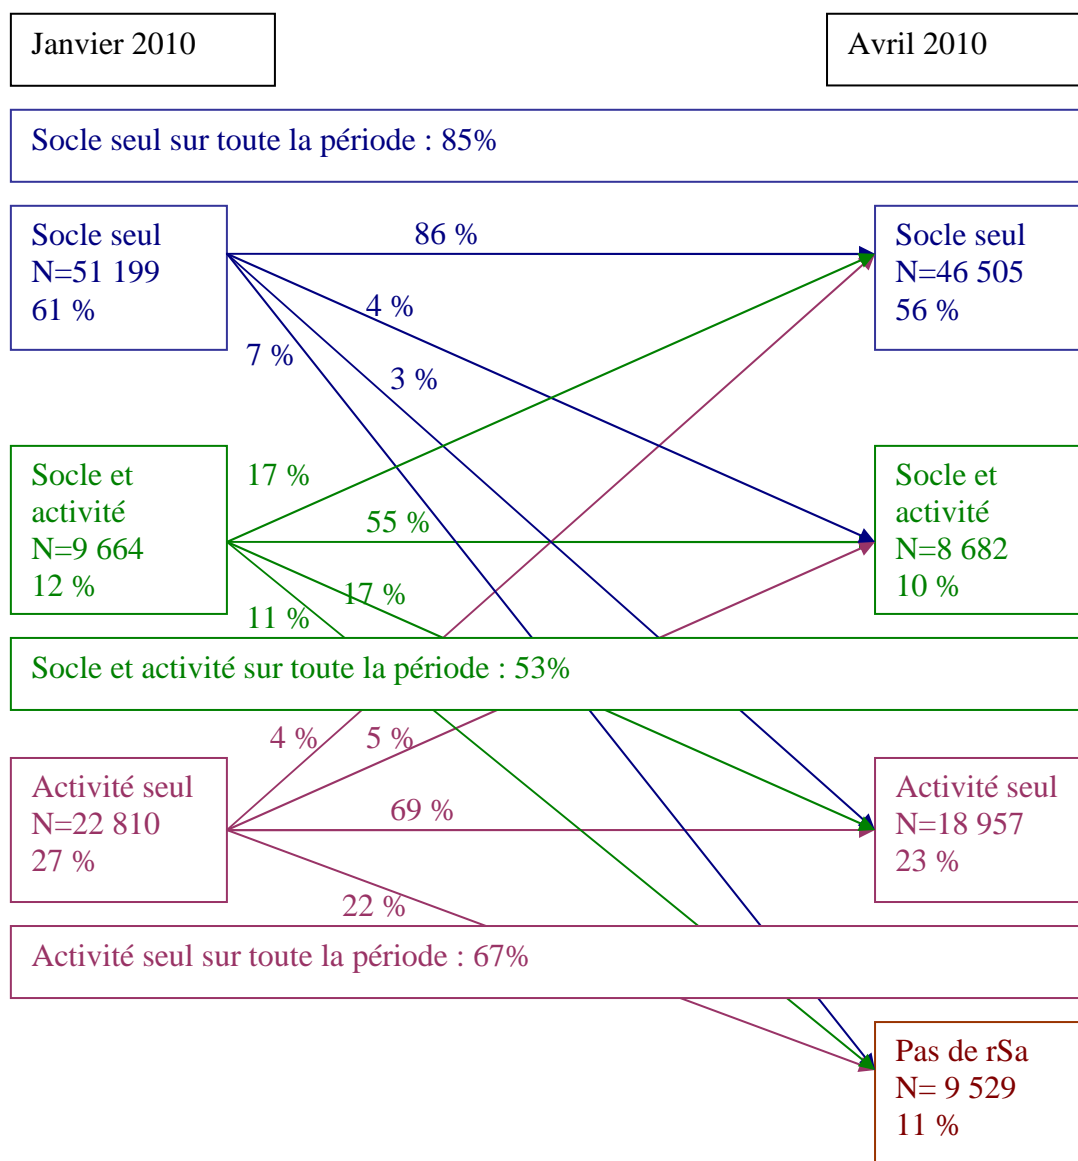 Janvier 2010
Avril 2010
Socle seul sur toute la période : 85%
Socle seul
N=51 199
61 %
86 %
4 %
7 %
3 %
Socle seul
N=46 505
56 %
Socle et
activité
N=9 664
12 %
17 %
55 %
17 %
11 %
Socle et
activité
N=8 682
10 %
Socle et activité sur toute la période : 53%
Activité seul
N=22 810
27 %
4 %
5 %
69 %
22 %
Activité seul
N=18 957
23 %
Activité seul sur toute la période : 67%
Pas de rSa
N= 9 529
11 %